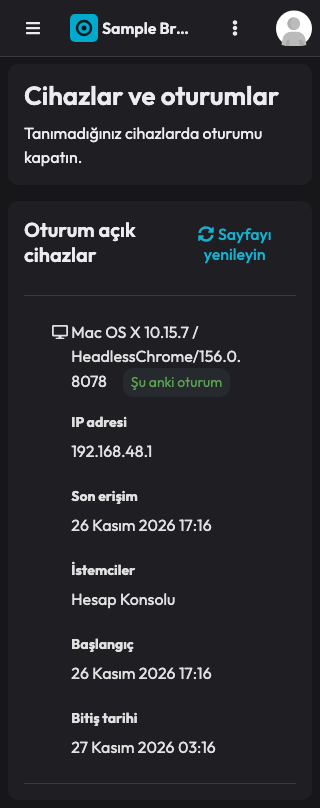 Sample Br...
Cihazlar ve oturumlar
Tanımadığınız cihazlarda oturumu
kapatın.
Oturum açık
cihazlar
Sayfayı
yenileyin
Mac OS X 10.15.7 /
HeadlessChrome/156.0.
8078 Şu anki oturum
IP adresi
192.168.48.1
Son erişim
26 Kasım 2026 17:16
İstemciler
Hesap Konsolu
Başlangıç
26 Kasım 2026 17:16
Bitiş tarihi
27 Kasım 2026 03:16